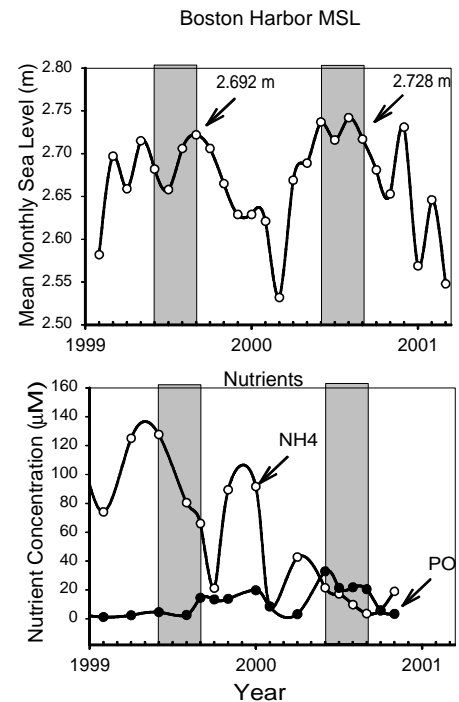 Boston Harbor MSL
Mean Monthly Sea Level (m)
2.80
2.75
2.70
2.65
2.60
2.55
2.50
2.692 m
2.728 m
1999
2000
2001
Nutrients
Nutrient Concentration (µM)
160
140
120
100
80
60
40
20
0
NH4
PO
1999
2000
2001
Year